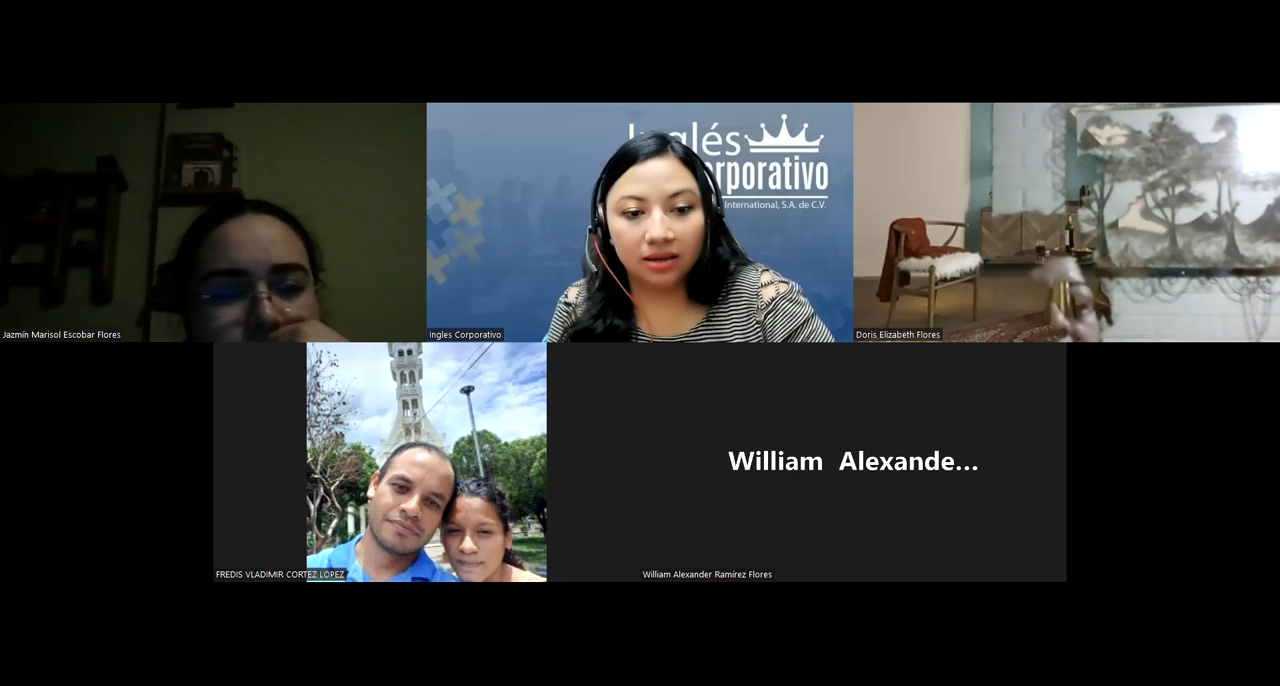 Inglés
Corporativo
International, S.A. de C.V.
Jazmín Marisol Escobar Flores
Ingles Corporativo
Doris Elizabeth Flores
William Alexande...
FREDIS VLADIMIR CORTEZ LOPEZ
William Alexander Ramírez Flores